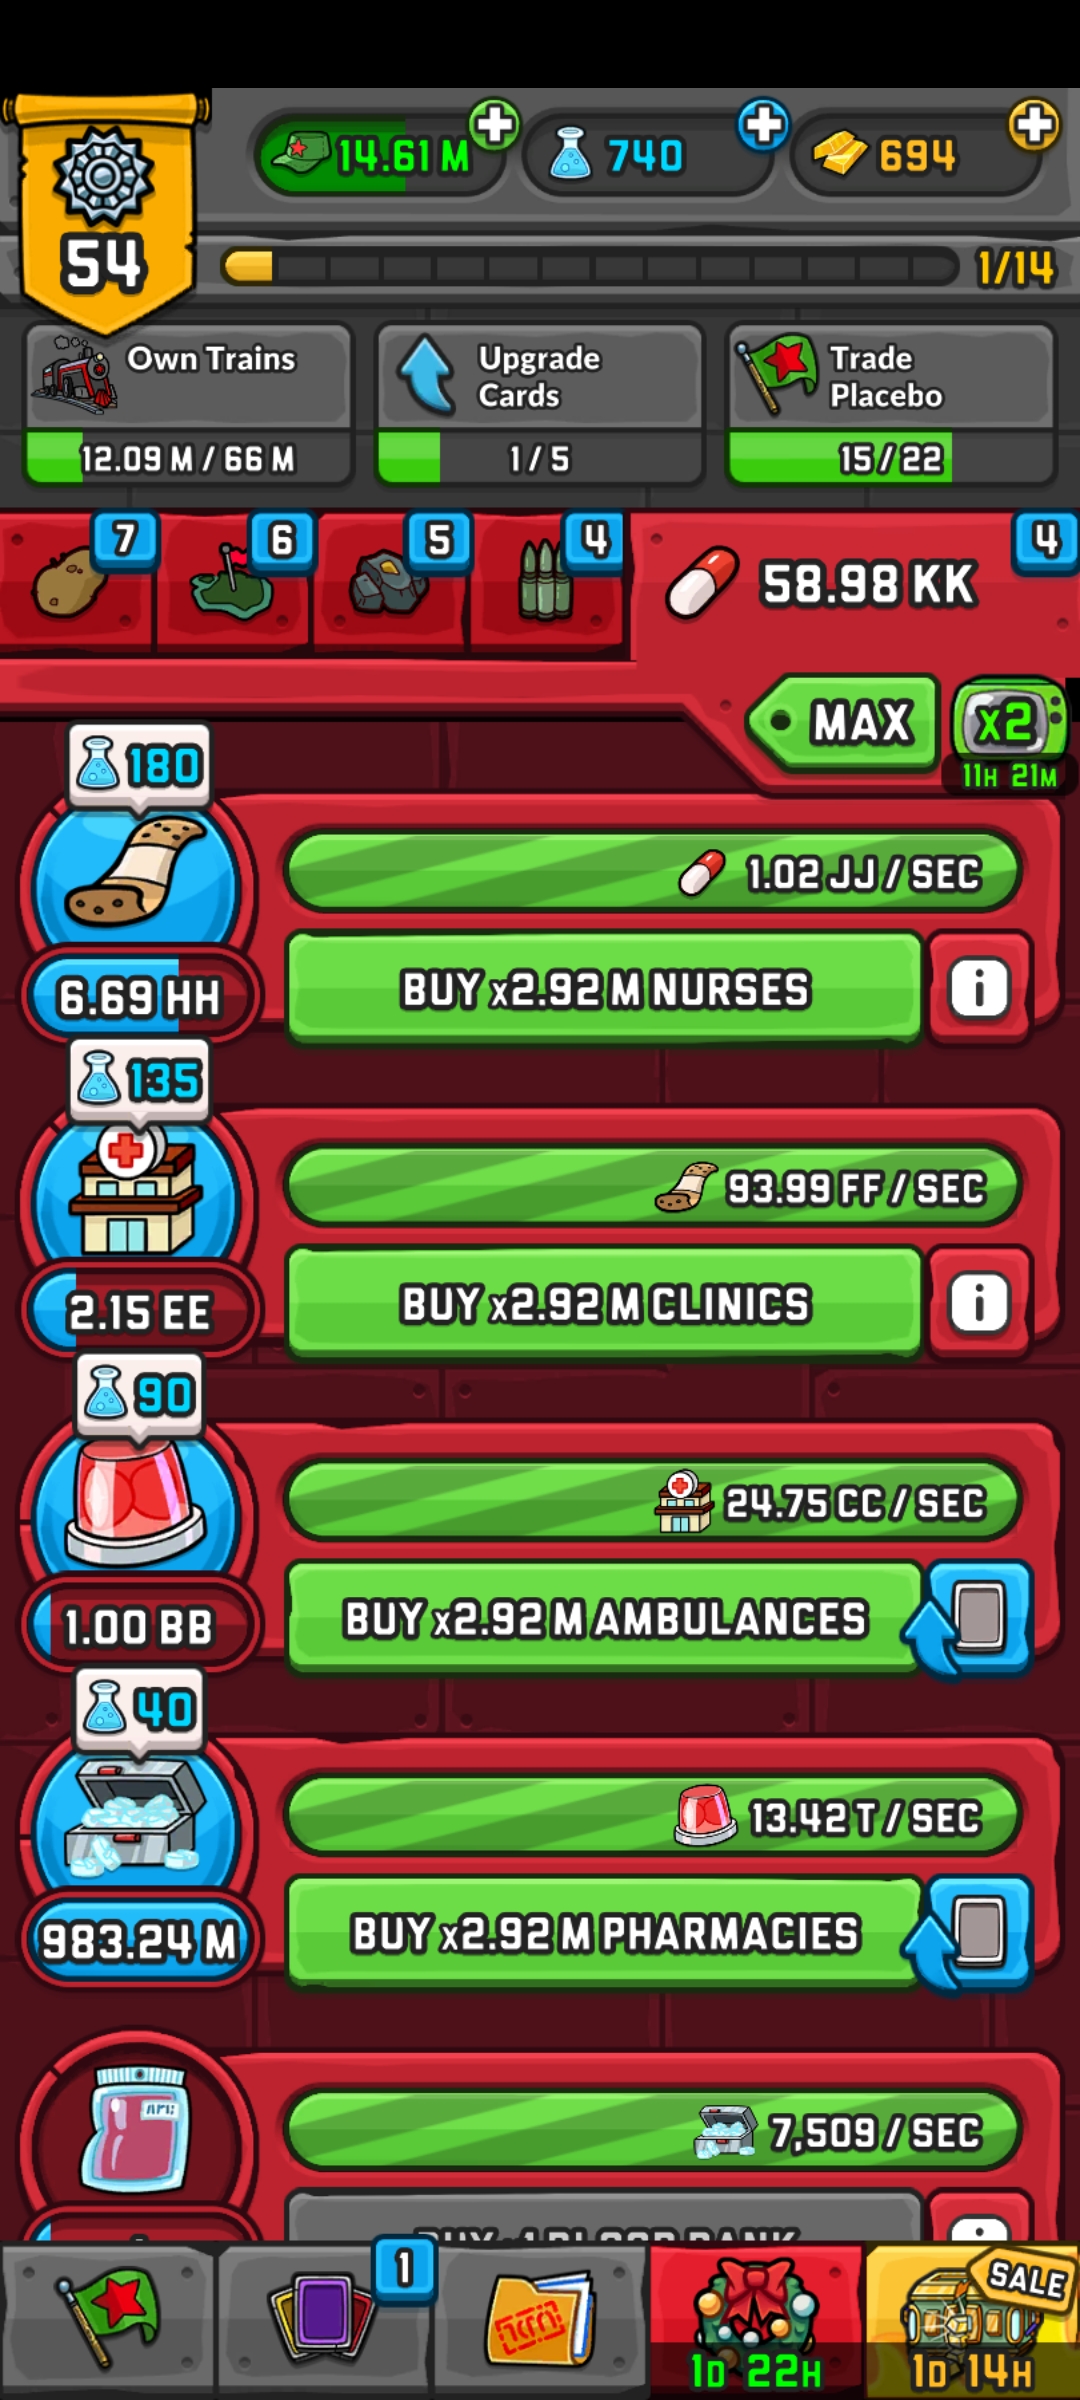 14.61 M
740
694
54
1/14
Own Trains
12.09 M / 66 M
Upgrade
Cards
1 / 5
Trade
Placebo
15 / 22
7
6
5
4
58.98 KK
4
MAX
x2
11H 21M
180
1.02 JJ / SEC
6.69 HH
BUY x2.92 M NURSES
i
135
93.99 FF / SEC
2.15 EE
BUY x2.92 M CLINICS
i
90
24.75 CC / SEC
1.00 BB
BUY x2.92 M AMBULANCES
40
13.42 T / SEC
983.24 M
BUY x2.92 M PHARMACIES
7,509 / SEC
BUY x1 BLOOD BANK
1
SALE
1D 22H
1D 14H